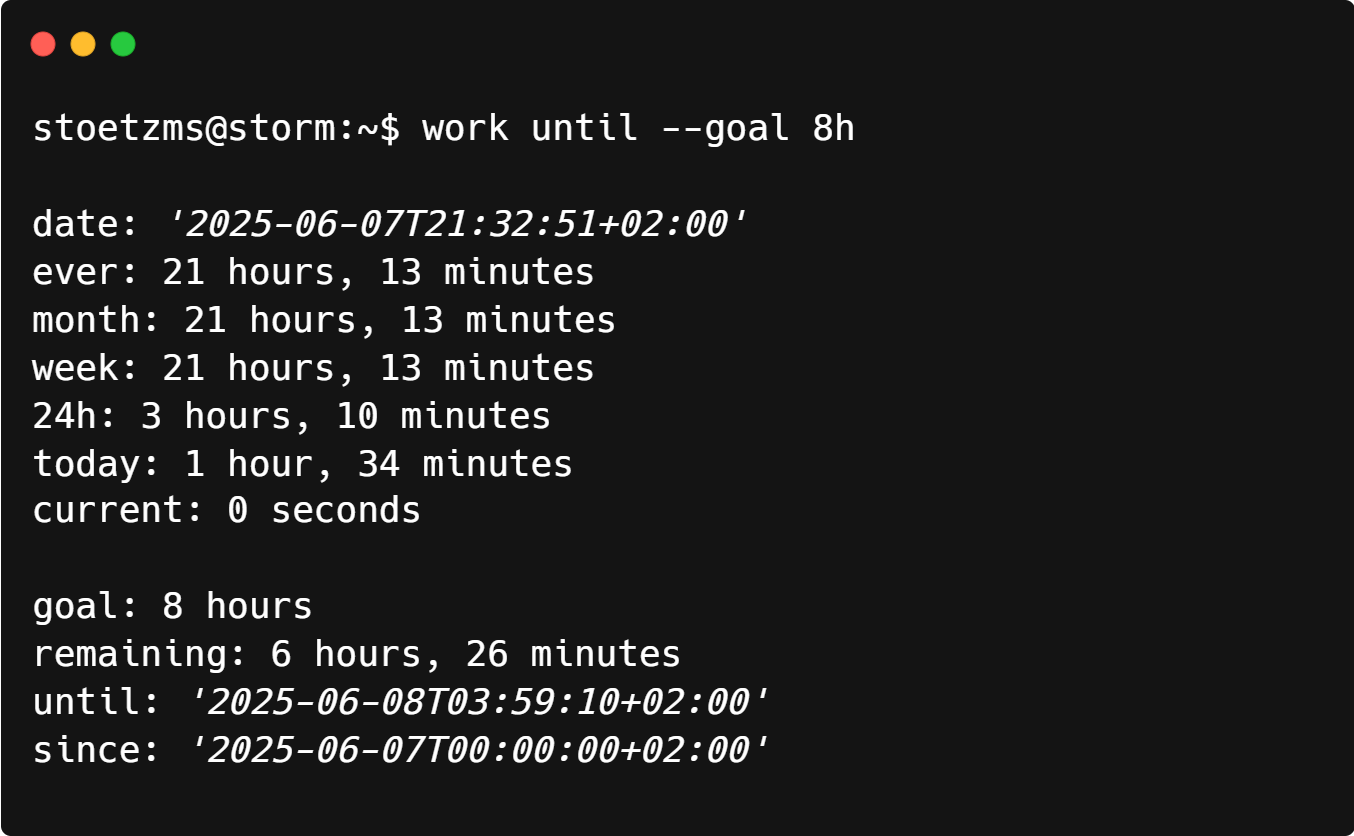 stoetzms@storm:~$ work until --goal 8h
date: '2025-06-07T21:32:51+02:00'
ever: 21 hours, 13 minutes
month: 21 hours, 13 minutes
week: 21 hours, 13 minutes
24h: 3 hours, 10 minutes
today: 1 hour, 34 minutes
current: 0 seconds
goal: 8 hours
remaining: 6 hours, 26 minutes
until: '2025-06-08T03:59:10+02:00'
since: '2025-06-07T00:00:00+02:00'